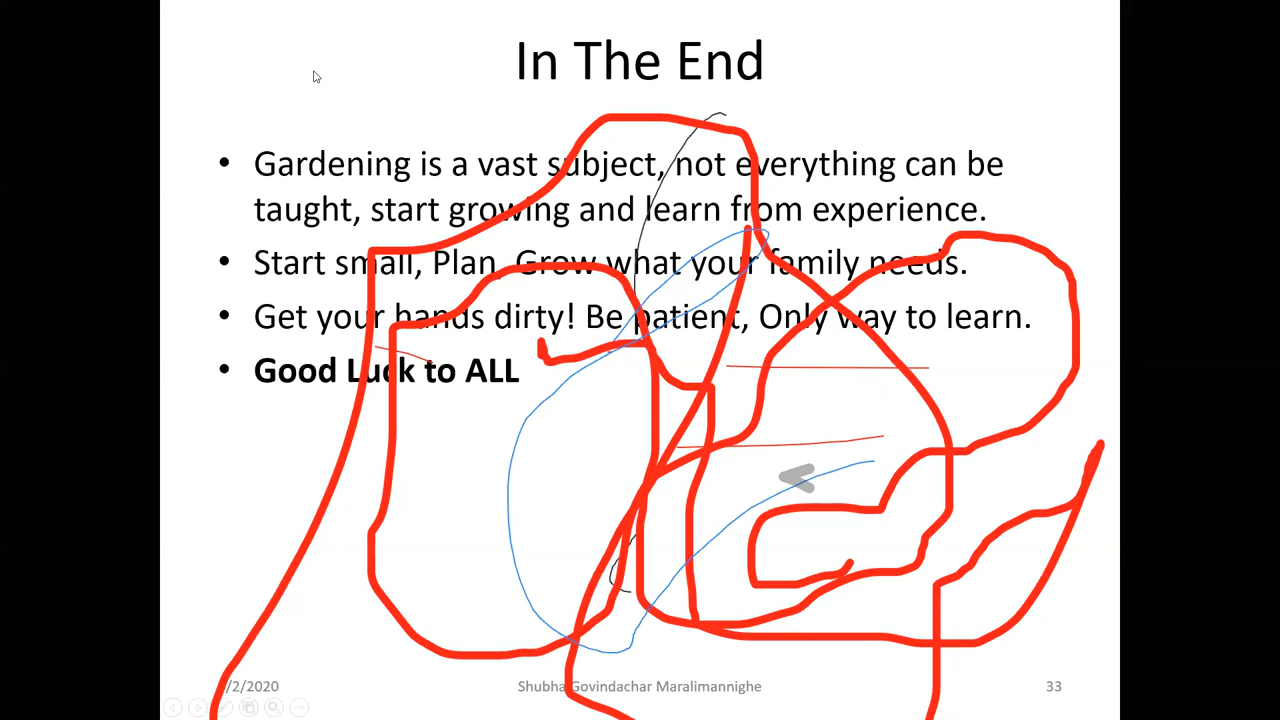 In The End
• Gardening is a vast subject, not everything can be
taught, start growing and learn from experience.
• Start small, Plan, Grow what your family needs.
• Get your hands dirty! Be patient, Only way to learn.
• Good Luck to ALL
/2/2020 Shubha Govindachar Maralimannighe 33